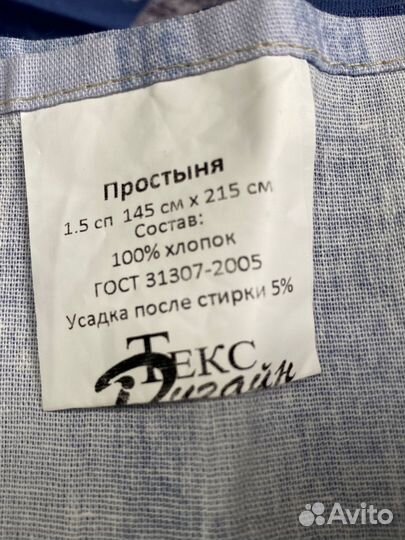 Простыня
1.5 сп 145 см х 215 см
Состав:
100% хлопок
ГОСТ 31307-2005
Усадка после стирки 5%
ТЕКС
Дизайн
Avito